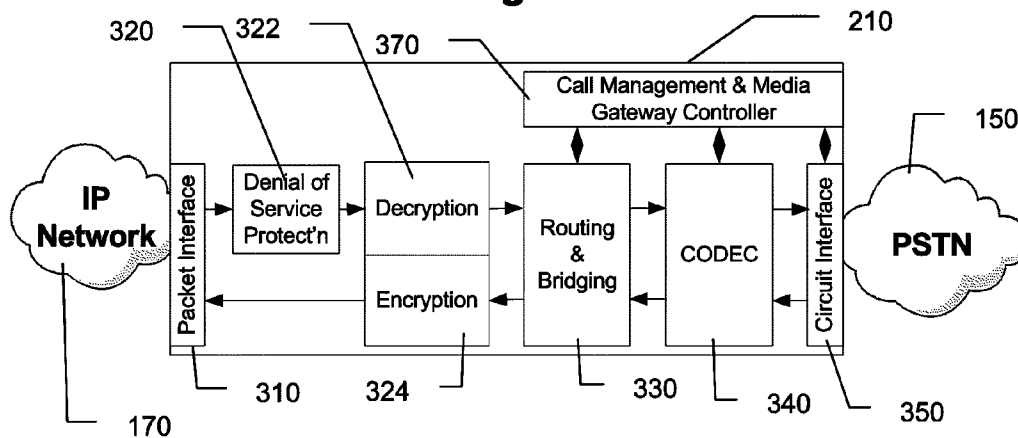 320
322
370
210
150
Call Management & Media
Gateway Controller
IP
Network
Packet Interface
Denial of
Service
Protect'n
Decryption
Encryption
Routing
&
Bridging
CODEC
Circuit Interface
PSTN
170
310
324
330
340
350